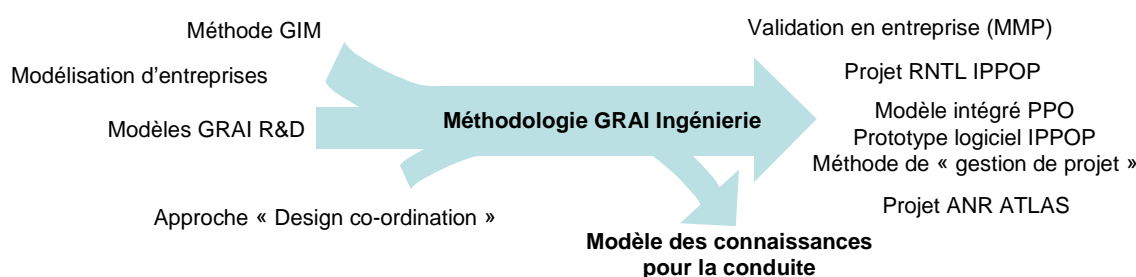 Méthode GIM
Modélisation d'entreprises
Modèles GRAI R&D
Approche « Design co-ordination »
Méthodologie GRAI Ingénierie
Modèle des connaissances
pour la conduite
Validation en entreprise (MMP)
Projet RNTL IPPOP
Modèle intégré PPO
Prototype logiciel IPPOP
Méthode de « gestion de projet »
Projet ANR ATLAS